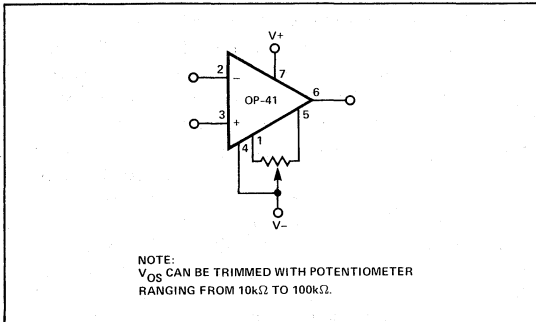 V+
7
2
−
OP-41
6
3
+
5
4
1
V−
NOTE:
VOS CAN BE TRIMMED WITH POTENTIOMETER
RANGING FROM 10kΩ TO 100kΩ.